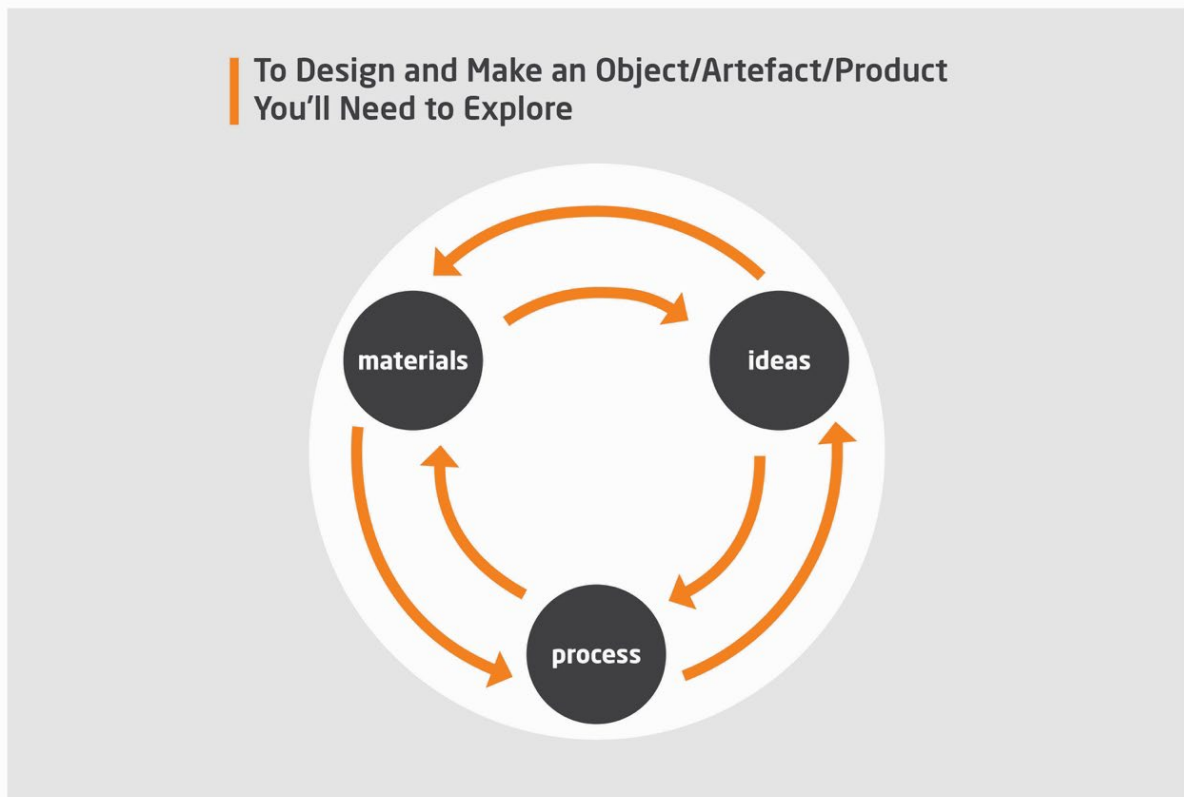 To Design and Make an Object/Artefact/Product
You'll Need to Explore
materials
ideas
process